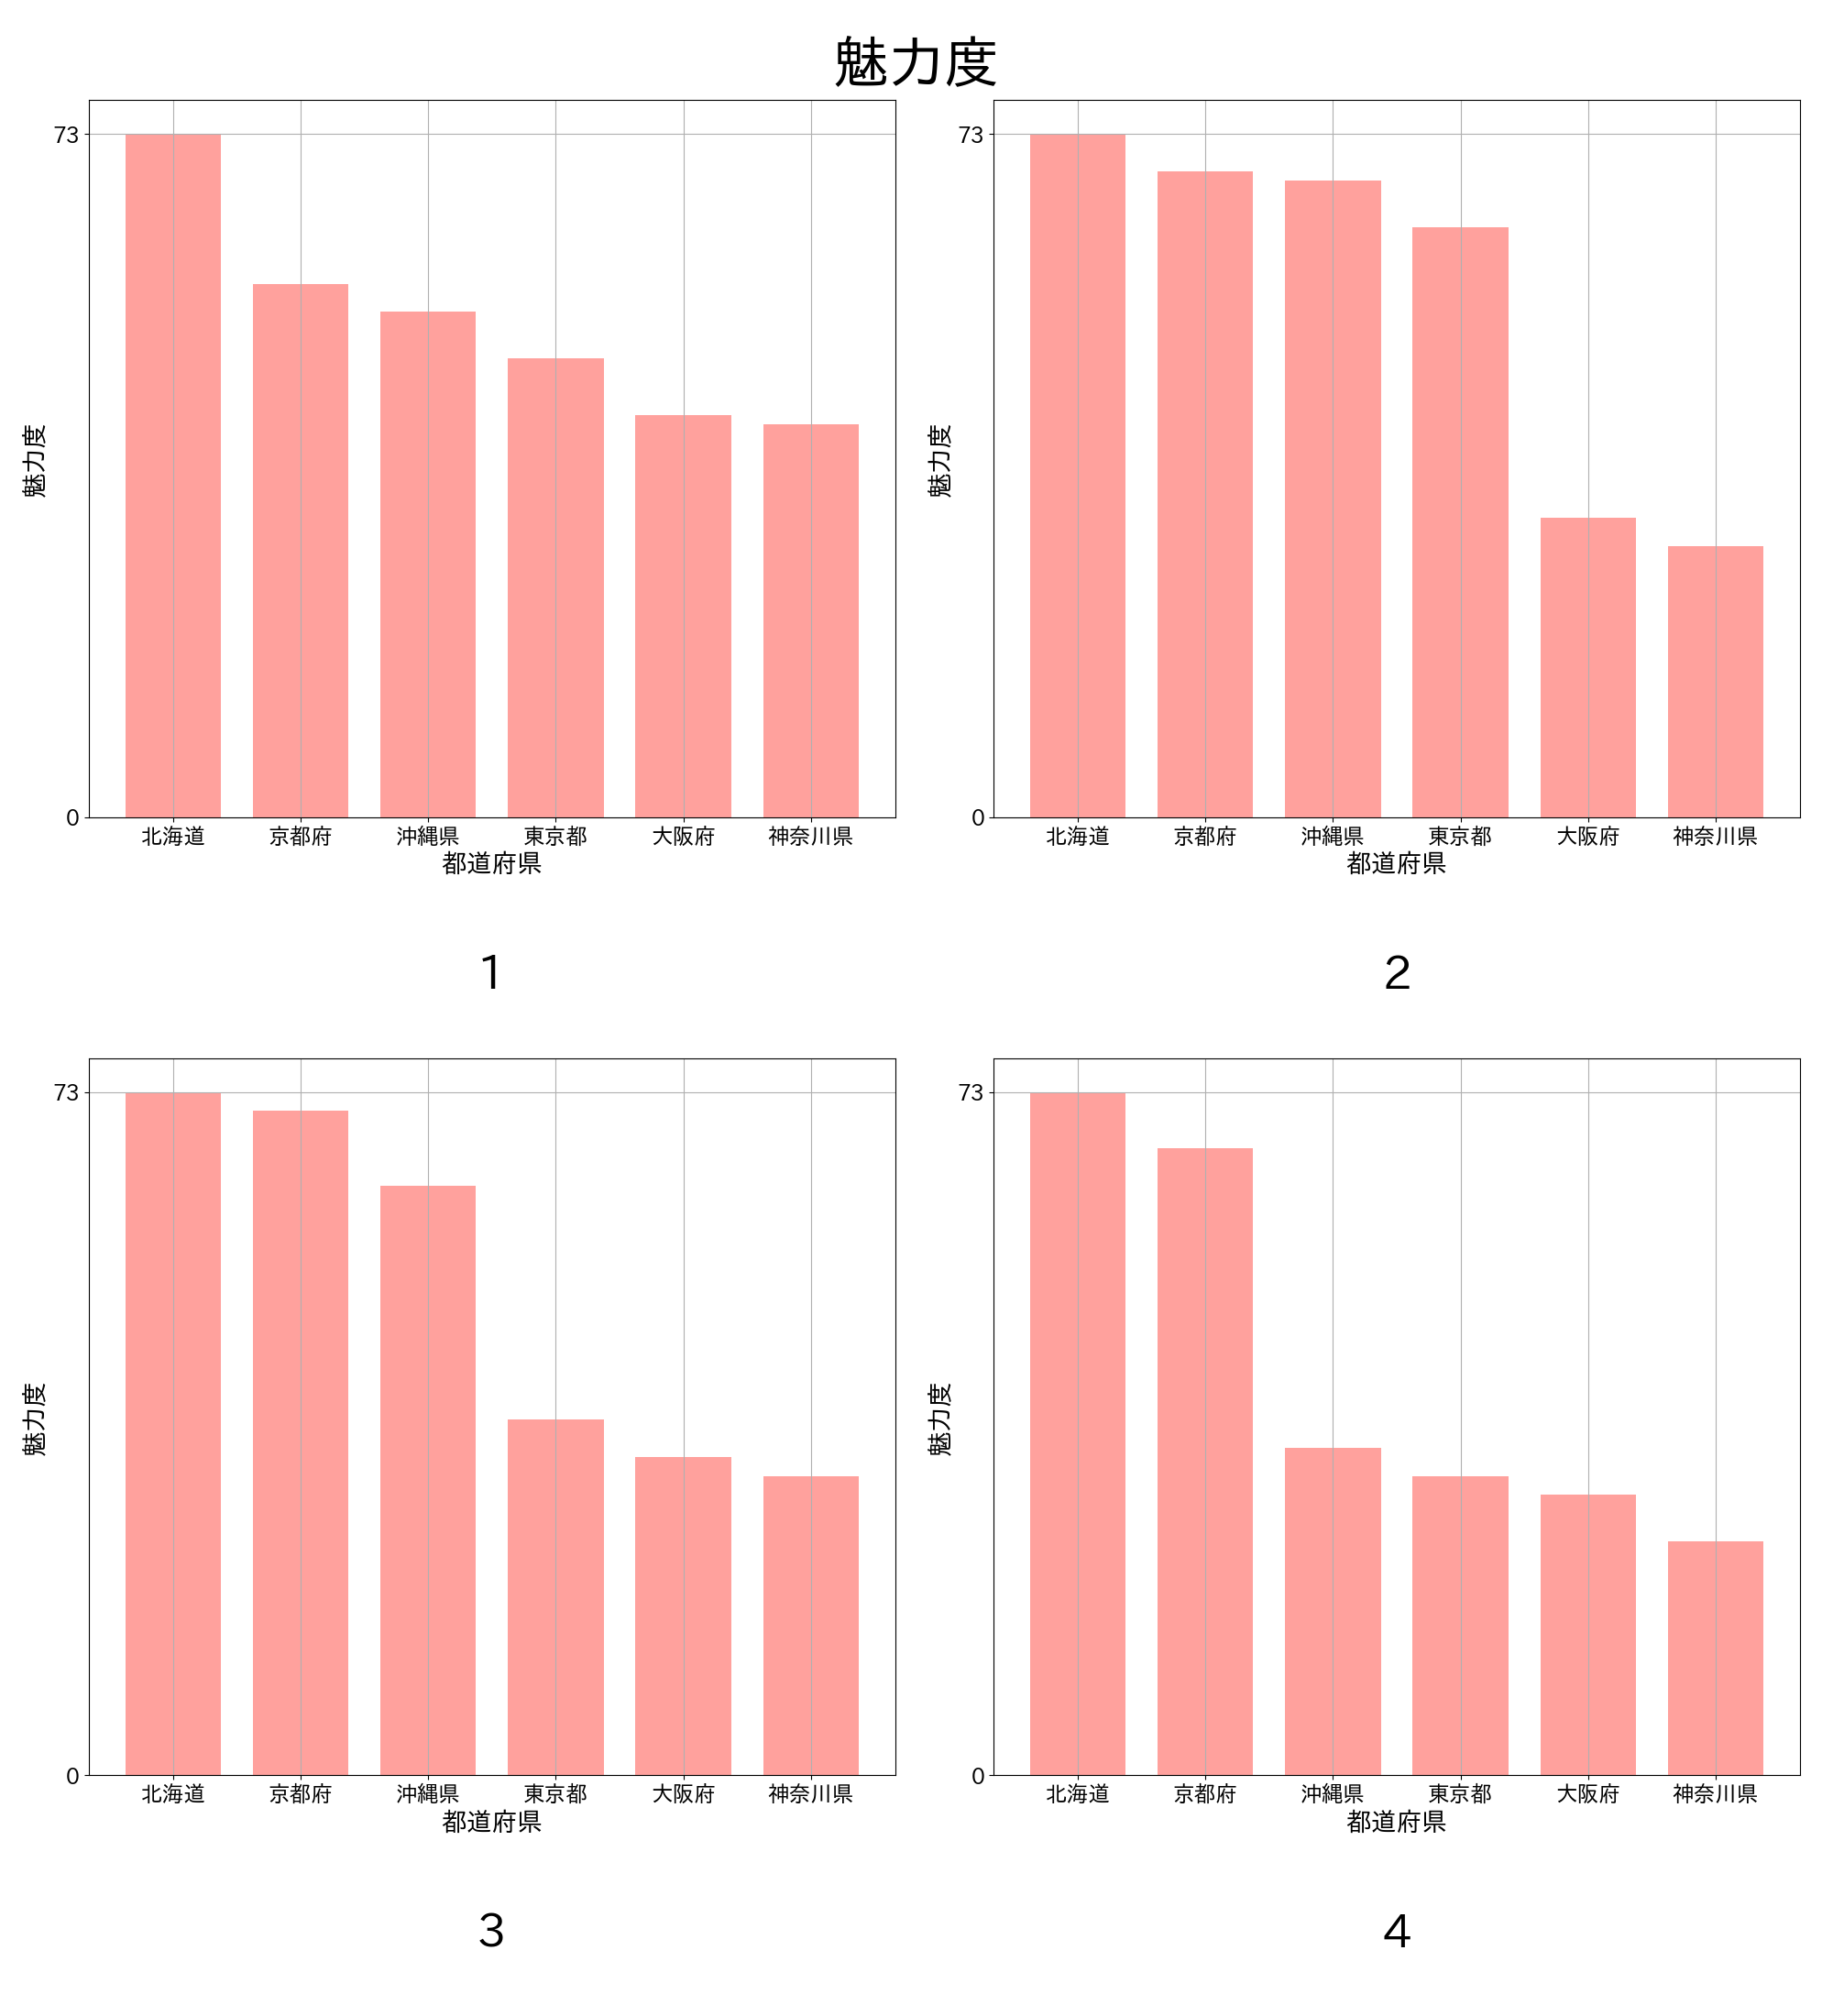 魅力度
73
0
魅力度
北海道 京都府 沖縄県 東京都 大阪府 神奈川県
都道府県
1
73
0
魅力度
北海道 京都府 沖縄県 東京都 大阪府 神奈川県
都道府県
2
73
0
魅力度
北海道 京都府 沖縄県 東京都 大阪府 神奈川県
都道府県
3
73
0
魅力度
北海道 京都府 沖縄県 東京都 大阪府 神奈川県
都道府県
4